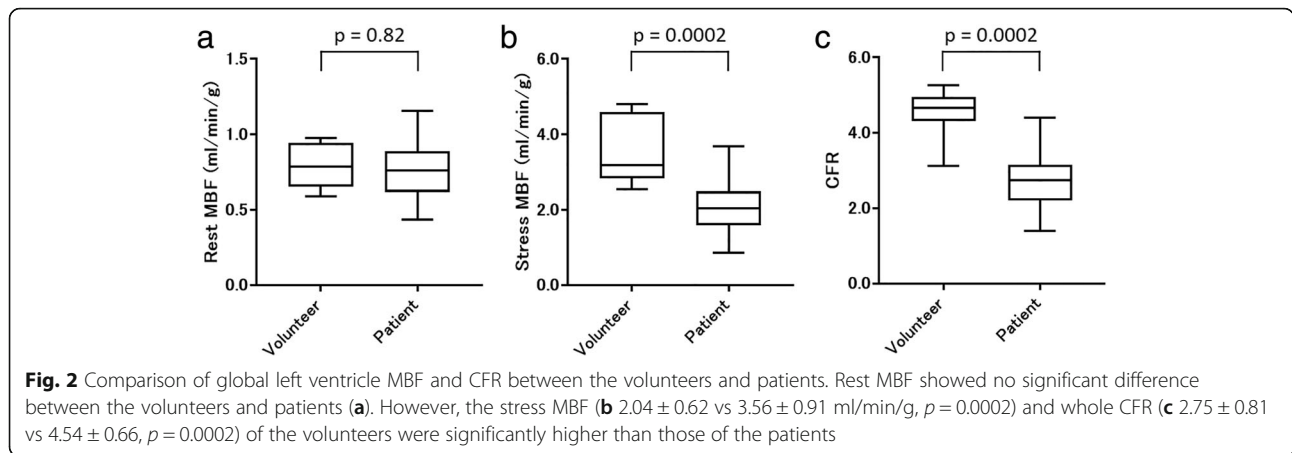 a
p = 0.82
Rest MBF (ml/min/g)
1.5
1.0
0.5
0.0
Volunteer
Patient
b
p = 0.0002
Stress MBF (ml/min/g)
6.0
4.0
2.0
0.0
Volunteer
Patient
c
p = 0.0002
CFR
6.0
4.0
2.0
0.0
Volunteer
Patient
Fig. 2 Comparison of global left ventricle MBF and CFR between the volunteers and patients. Rest MBF showed no significant difference
between the volunteers and patients (a). However, the stress MBF (b 2.04 ± 0.62 vs 3.56 ± 0.91 ml/min/g, p = 0.0002) and whole CFR (c 2.75 ± 0.81
vs 4.54 ± 0.66, p = 0.0002) of the volunteers were significantly higher than those of the patients